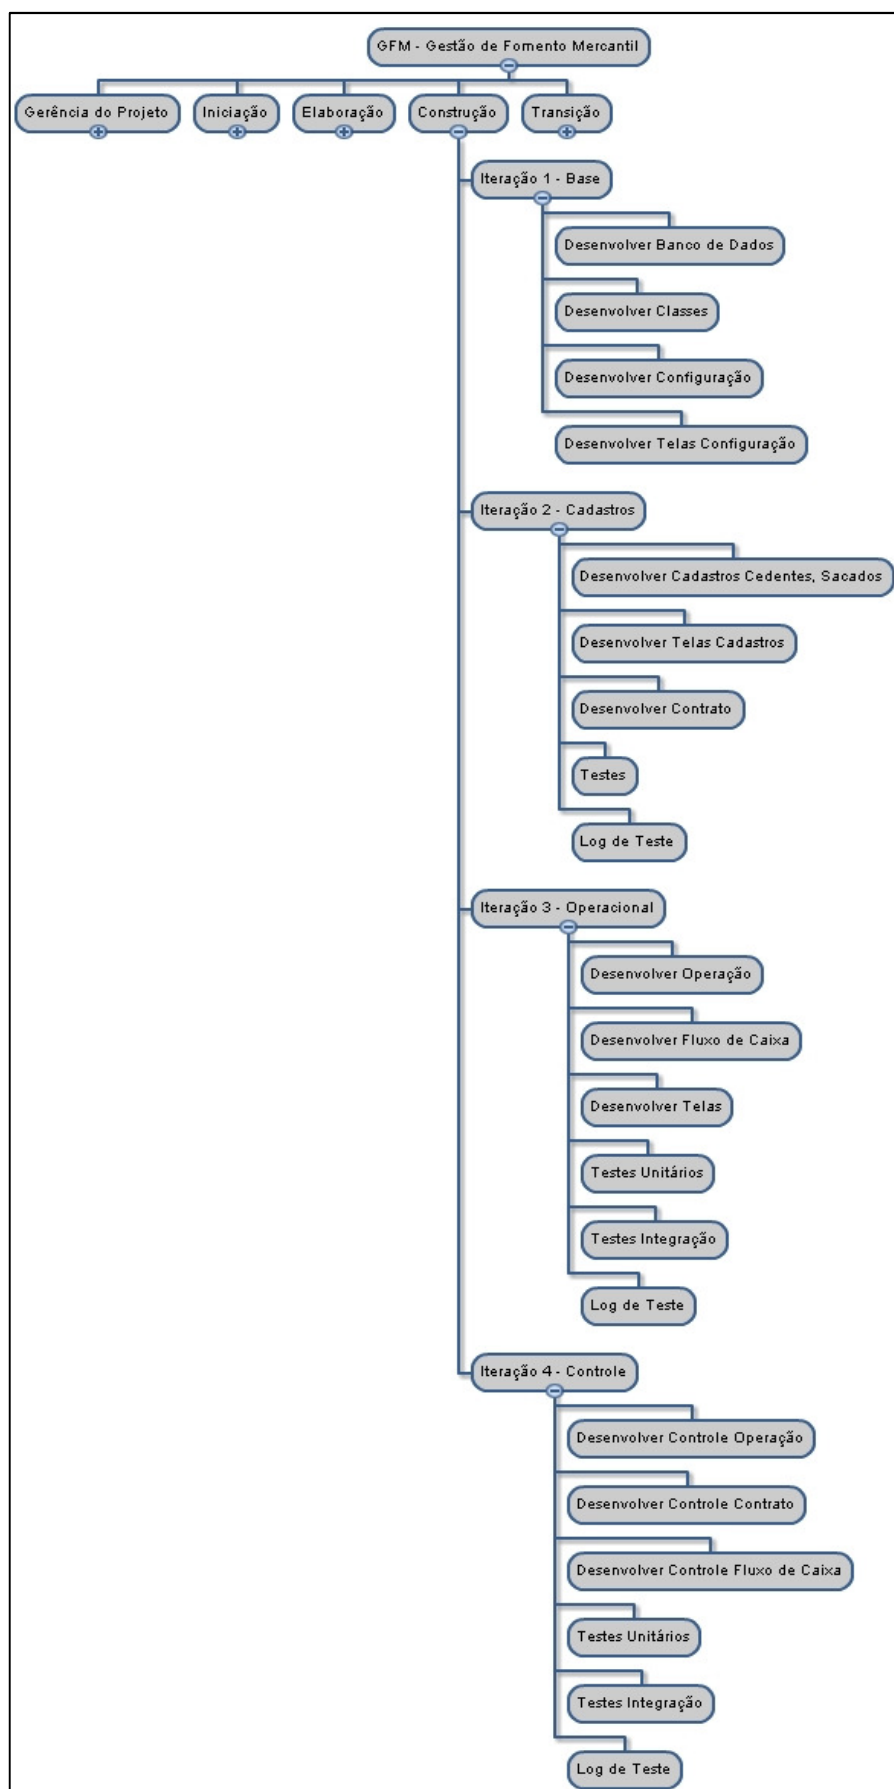 GFM - Gestão de Fomento Mercantil
Gerência do Projeto
Iniciação
Elaboração
Construção
Transição
Iteração 1 - Base
Desenvolver Banco de Dados
Desenvolver Classes
Desenvolver Configuração
Desenvolver Telas Configuração
Iteração 2 - Cadastros
Desenvolver Cadastros Cedentes, Sacados
Desenvolver Telas Cadastros
Desenvolver Contrato
Testes
Log de Teste
Iteração 3 - Operacional
Desenvolver Operação
Desenvolver Fluxo de Caixa
Desenvolver Telas
Testes Unitários
Testes Integração
Log de Teste
Iteração 4 - Controle
Desenvolver Controle Operação
Desenvolver Controle Contrato
Desenvolver Controle Fluxo de Caixa
Testes Unitários
Testes Integração
Log de Teste